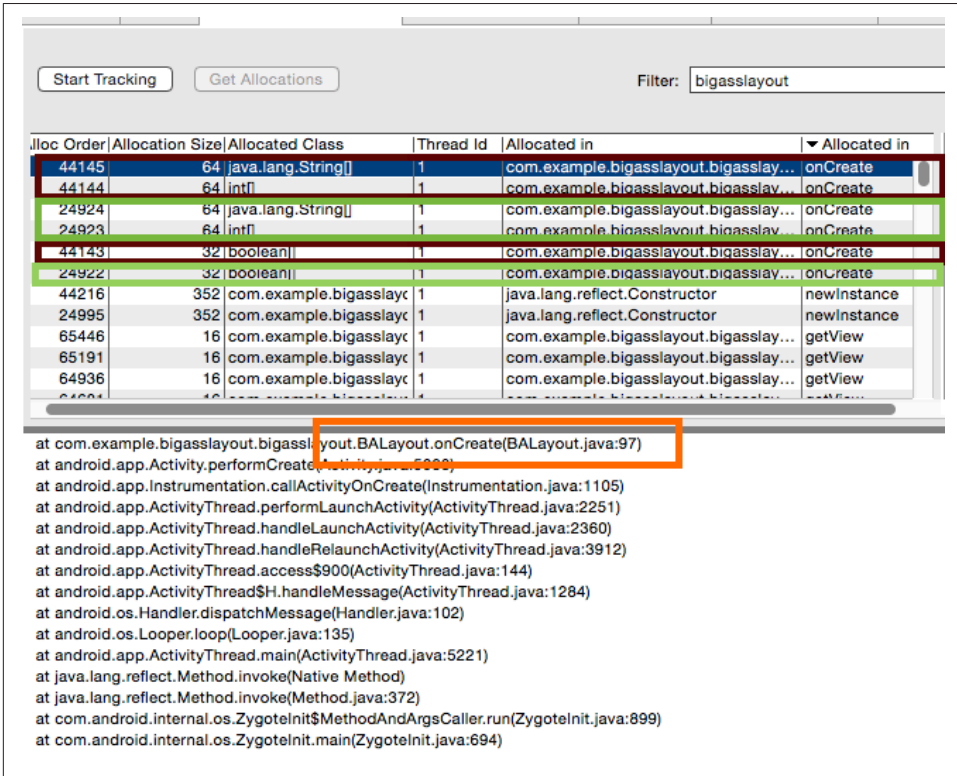 Start Tracking Get Allocations Filter: bigasslayout
lloc Order Allocation Size Allocated Class Thread Id Allocated in ▼ Allocated in
44145 64 java.lang.String[] 1 com.example.bigasslayout.bigasslay... onCreate
44144 64 int[] 1 com.example.bigasslayout.bigasslay... onCreate
24924 64 java.lang.String[] 1 com.example.bigasslayout.bigasslay... onCreate
24923 64 int[] 1 com.example.bigasslayout.bigasslay... onCreate
44143 32 boolean[] 1 com.example.bigasslayout.bigasslay... onCreate
24922 32 boolean[] 1 com.example.bigasslayout.bigasslay... onCreate
44216 352 com.example.bigasslayc 1 java.lang.reflect.Constructor newInstance
24995 352 com.example.bigasslayc 1 java.lang.reflect.Constructor newInstance
65446 16 com.example.bigasslayc 1 com.example.bigasslayout.bigasslay... getView
65191 16 com.example.bigasslayc 1 com.example.bigasslayout.bigasslay... getView
64936 16 com.example.bigasslayc 1 com.example.bigasslayout.bigasslay... getView
at com.example.bigasslayout.bigasslayout.BALayout.onCreate(BALayout.java:97)
at android.app.Activity.performCreate
at android.app.Instrumentation.callActivityOnCreate(Instrumentation.java:1105)
at android.app.ActivityThread.performLaunchActivity(ActivityThread.java:2251)
at android.app.ActivityThread.handleLaunchActivity(ActivityThread.java:2360)
at android.app.ActivityThread.handleRelaunchActivity(ActivityThread.java:3912)
at android.app.ActivityThread.access$900(ActivityThread.java:144)
at android.app.ActivityThread$H.handleMessage(ActivityThread.java:1284)
at android.os.Handler.dispatchMessage(Handler.java:102)
at android.os.Looper.loop(Looper.java:135)
at android.app.ActivityThread.main(ActivityThread.java:5221)
at java.lang.reflect.Method.invoke(Native Method)
at java.lang.reflect.Method.invoke(Method.java:372)
at com.android.internal.os.ZygoteInit$MethodAndArgsCaller.run(ZygoteInit.java:899)
at com.android.internal.os.ZygoteInit.main(ZygoteInit.java:694)